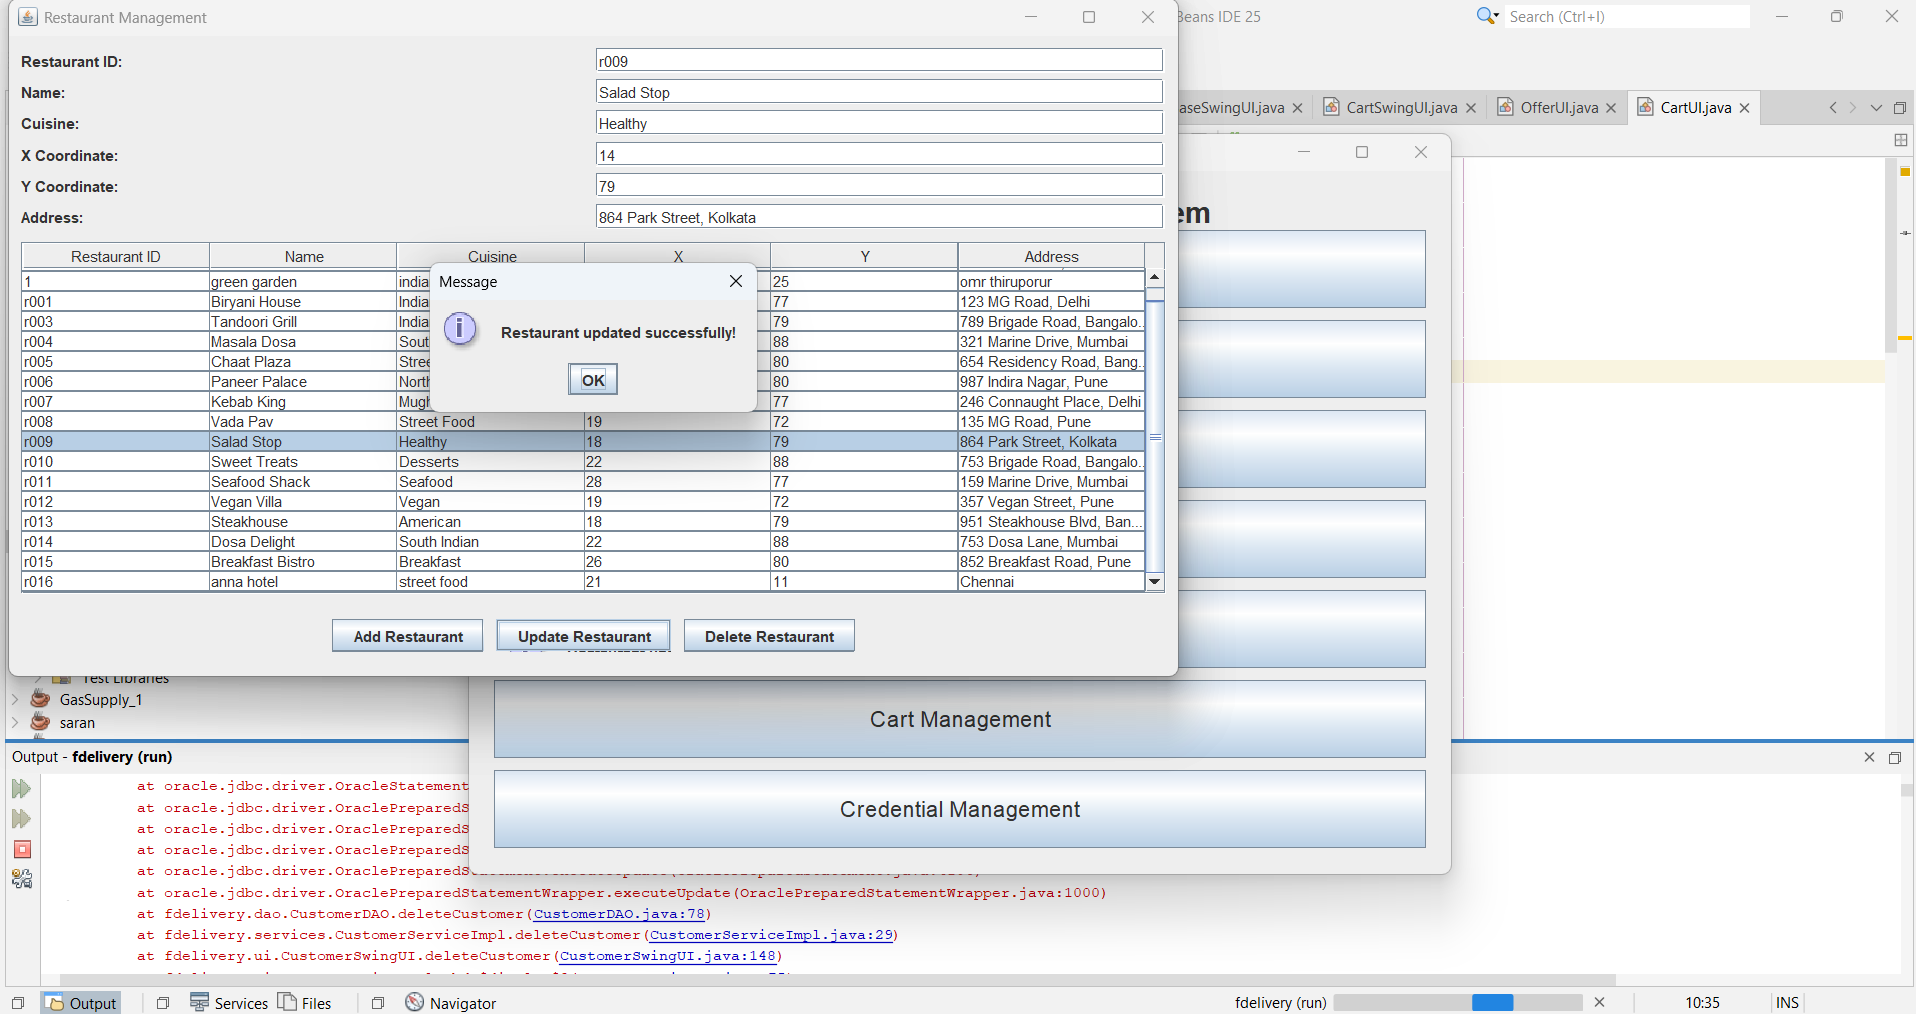 Restaurant Management
Beans IDE 25
Search (Ctrl+I)
Restaurant ID: r009
Name: Salad Stop
Cuisine: Healthy
X Coordinate: 14
Y Coordinate: 79
Address: 864 Park Street, Kolkata
aseSwingUI.java CartSwingUI.java OfferUI.java CartUI.java
em
Restaurant ID Name Cuisine X Y Address
1 green garden india 25 omr thiruporur
r001 Biryani House India 77 123 MG Road, Delhi
r003 Tandoori Grill India 79 789 Brigade Road, Bangalo...
r004 Masala Dosa Sout 88 321 Marine Drive, Mumbai
r005 Chaat Plaza Stree 80 654 Residency Road, Bang...
r006 Paneer Palace North 80 987 Indira Nagar, Pune
r007 Kebab King Mugh 77 246 Connaught Place, Delhi
r008 Vada Pav Street Food 19 72 135 MG Road, Pune
r009 Salad Stop Healthy 18 79 864 Park Street, Kolkata
r010 Sweet Treats Desserts 22 88 753 Brigade Road, Bangalo...
r011 Seafood Shack Seafood 28 77 159 Marine Drive, Mumbai
r012 Vegan Villa Vegan 19 72 357 Vegan Street, Pune
r013 Steakhouse American 18 79 951 Steakhouse Blvd, Ban...
r014 Dosa Delight South Indian 22 88 753 Dosa Lane, Mumbai
r015 Breakfast Bistro Breakfast 26 80 852 Breakfast Road, Pune
r016 anna hotel street food 21 11 Chennai
Message
Restaurant updated successfully!
OK
Add Restaurant Update Restaurant Delete Restaurant
Test Libraries
GasSupply_1
saran
Cart Management
Credential Management
Output - fdelivery (run)
at oracle.jdbc.driver.OracleStatement
at oracle.jdbc.driver.OraclePreparedS
at oracle.jdbc.driver.OraclePreparedS
at oracle.jdbc.driver.OraclePreparedS
at oracle.jdbc.driver.OraclePreparedS
at oracle.jdbc.driver.OraclePreparedStatementWrapper.executeUpdate(OraclePreparedStatementWrapper.java:1000)
at fdelivery.dao.CustomerDAO.deleteCustomer(CustomerDAO.java:78)
at fdelivery.services.CustomerServiceImpl.deleteCustomer(CustomerServiceImpl.java:29)
at fdelivery.ui.CustomerSwingUI.deleteCustomer(CustomerSwingUI.java:148)
Output Services Files Navigator fdelivery (run) 10:35 INS